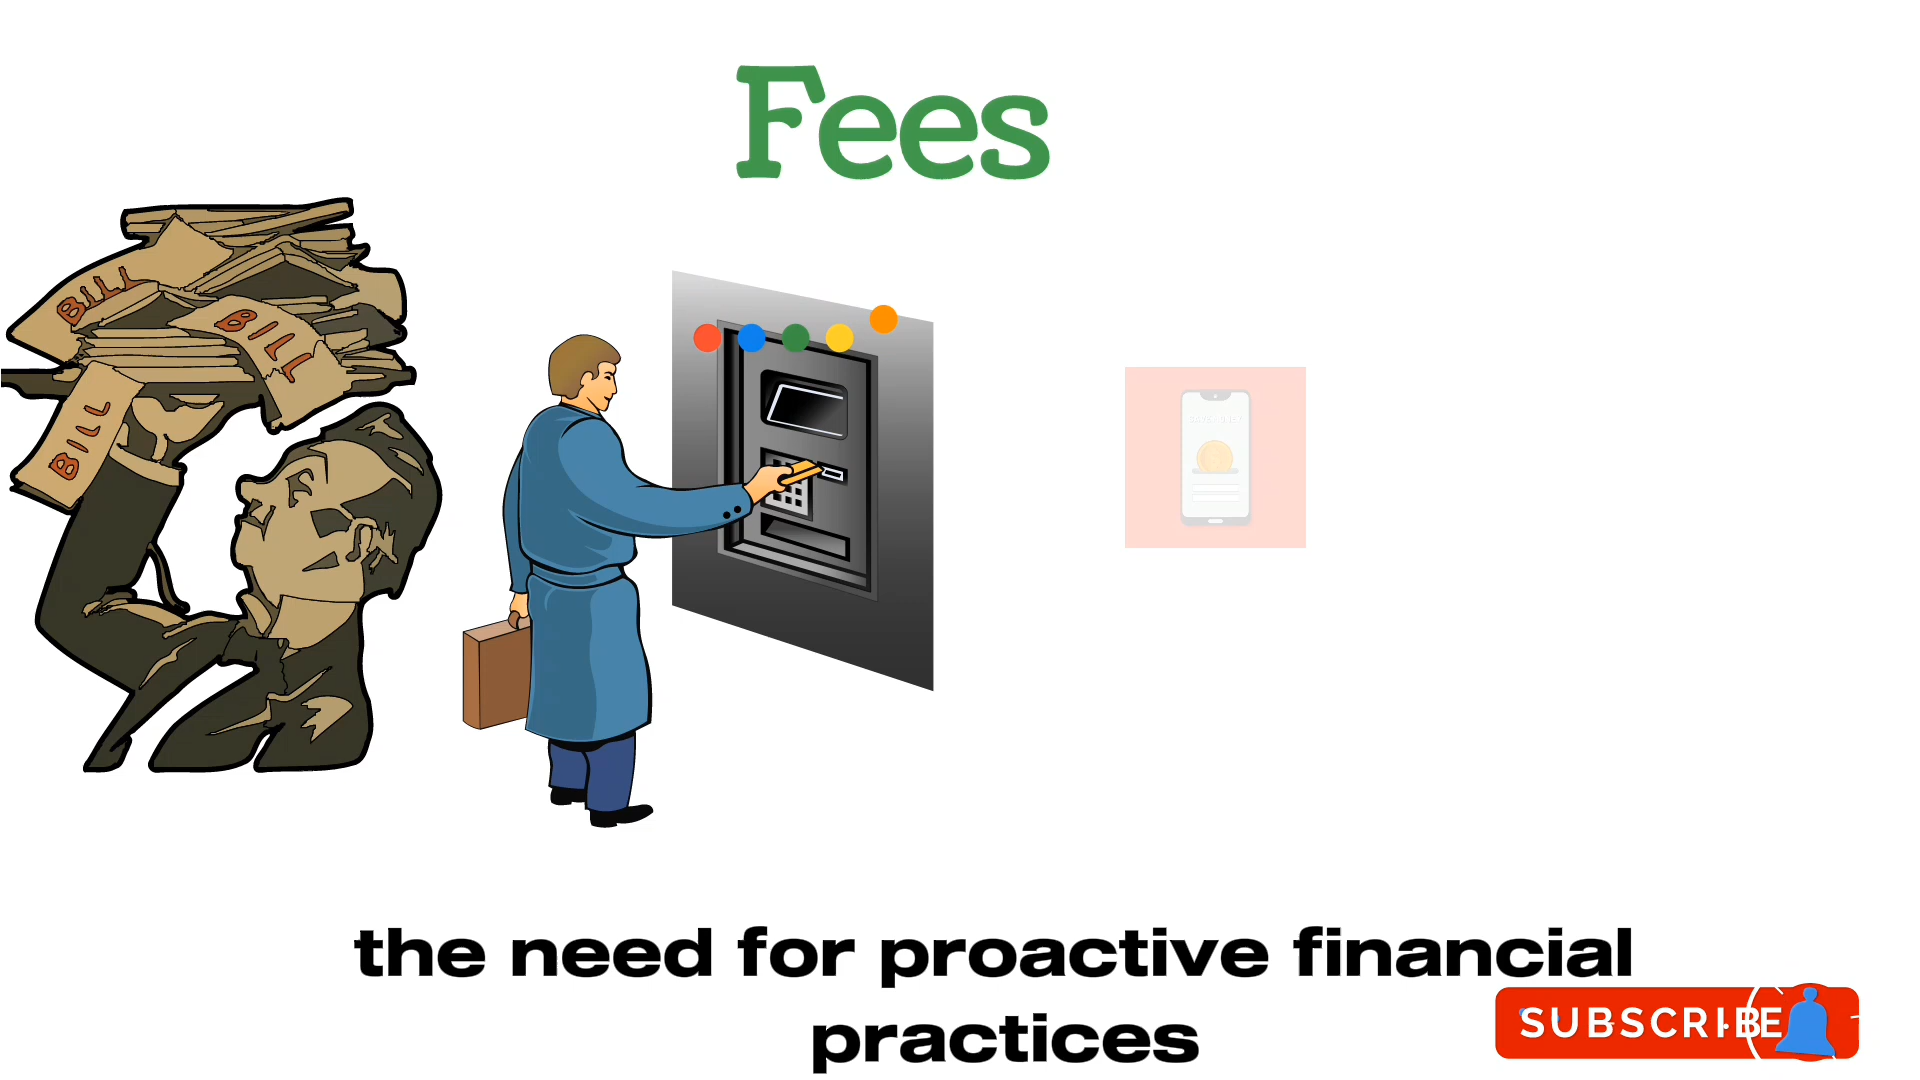 Fees
BILL
BILL
BILL
the need for proactive financial
practices
SUBSCRIBE